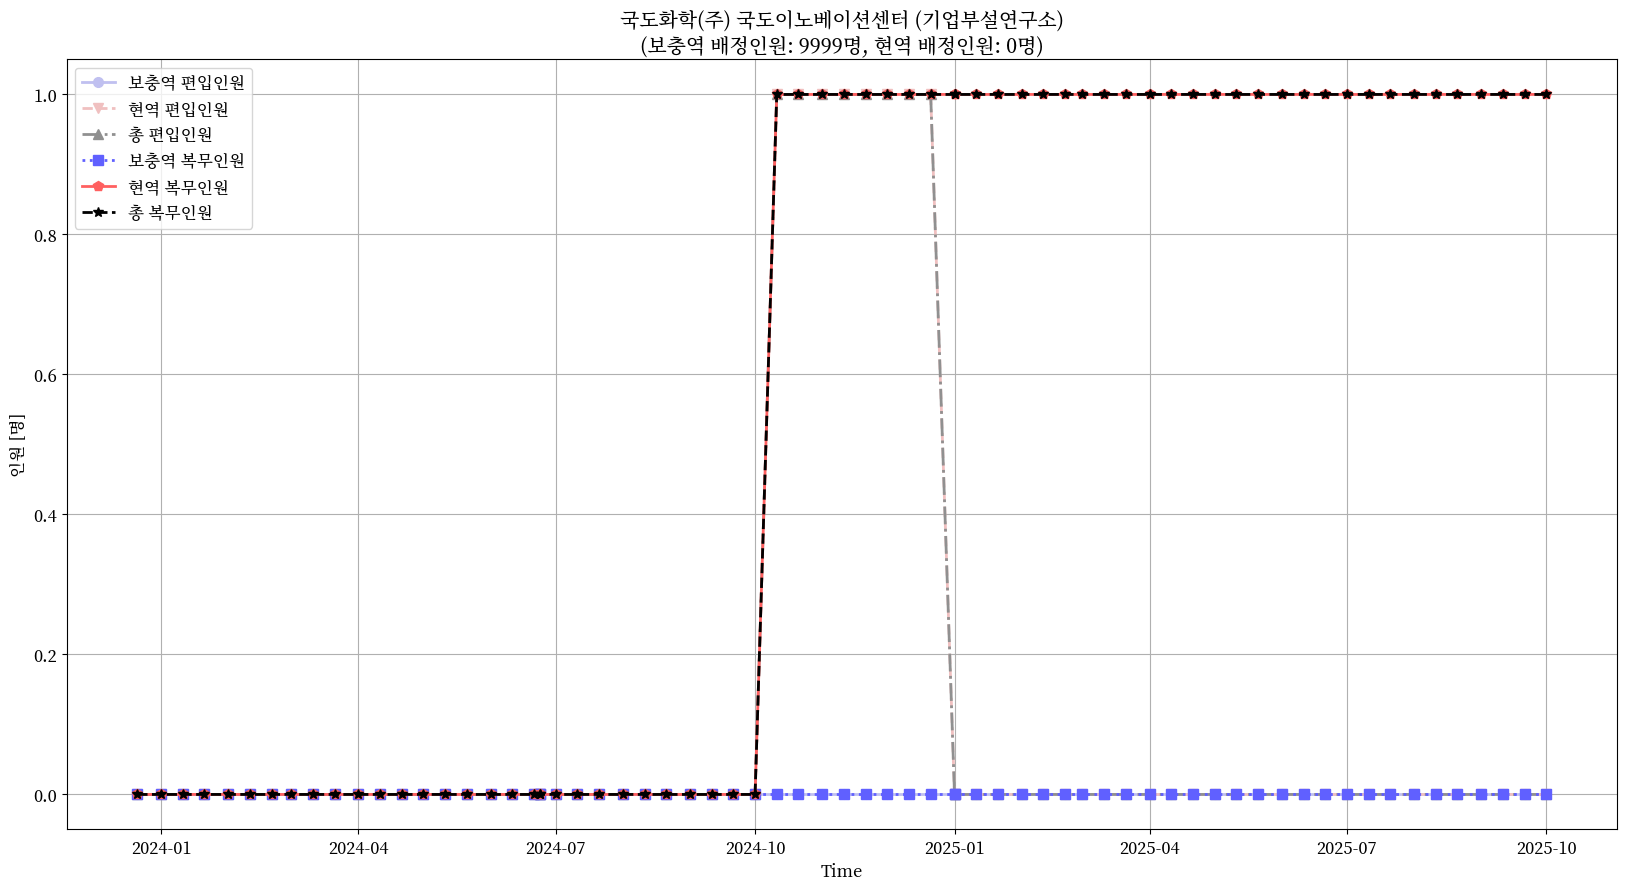 국도화학(주) 국도이노베이션센터 (기업부설연구소)
(보충역 배정인원: 9999명, 현역 배정인원: 0명)
보충역 편입인원
현역 편입인원
총 편입인원
보충역 복무인원
현역 복무인원
총 복무인원
1.0
0.8
0.6
0.4
0.2
0.0
인원 [명]
2024-01
2024-04
2024-07
2024-10
2025-01
2025-04
2025-07
2025-10
Time